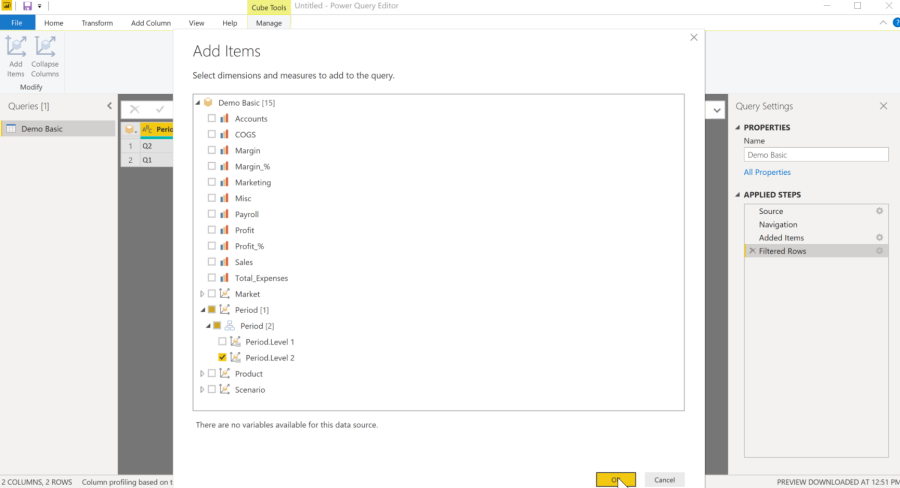 Cube Tools
Untitled - Power Query Editor
File
Home
Transform
Add Column
View
Help
Manage
Add
Items
Collapse
Columns
Modify
Queries [1]
Demo Basic
ABC
1 Q2
2 Q1
Add Items
Select dimensions and measures to add to the query.
Demo Basic [15]
Accounts
COGS
Margin
Margin_%
Marketing
Misc
Payroll
Profit
Profit_%
Sales
Total_Expenses
Market
Period [1]
Period [2]
Period.Level 1
Period.Level 2
Product
Scenario
There are no variables available for this data source.
Cancel
Query Settings
PROPERTIES
Name
Demo Basic
All Properties
APPLIED STEPS
Source
Navigation
Added Items
Filtered Rows
2 COLUMNS, 2 ROWS
Column profiling based on
PREVIEW DOWNLOADED AT 12:51 PM